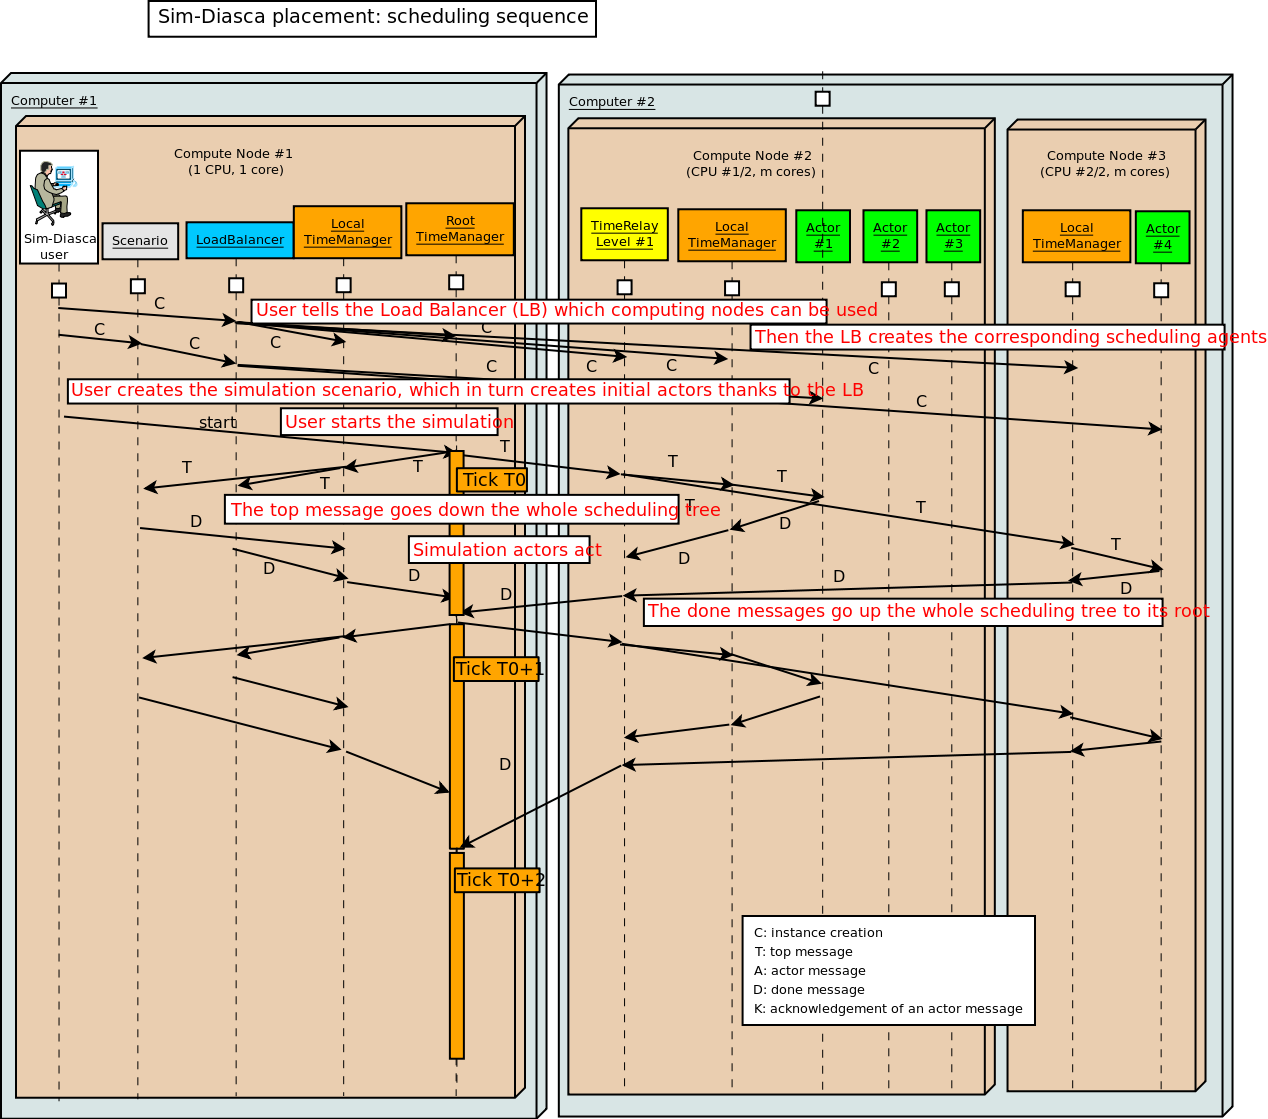 Sim-Diasca placement: scheduling sequence
Computer #1
Computer #2
Compute Node #1
(1 CPU, 1 core)
Compute Node #2
(CPU #1/2, m cores)
Compute Node #3
(CPU #2/2, m cores)
Sim-Diasca
user
Scenario
LoadBalancer
Local
TimeManager
Root
TimeManager
TimeRelay
Level #1
Local
TimeManager
Actor
#1
Actor
#2
Actor
#3
Local
TimeManager
Actor
#4
C
User tells the Load Balancer (LB) which computing nodes can be used
C
C
Then the LB creates the corresponding scheduling agents
C
C
C
C
C
C
User creates the simulation scenario, which in turn creates initial actors thanks to the LB
C
start
User starts the simulation
T
T
T
T
T
T
Tick T0
T
The top message goes down the whole scheduling tree
T
D
D
Simulation actors act
T
D
D
D
D
D
D
The done messages go up the whole scheduling tree to its root
Tick T0+1
D
Tick T0+2
C: instance creation
T: top message
A: actor message
D: done message
K: acknowledgement of an actor message